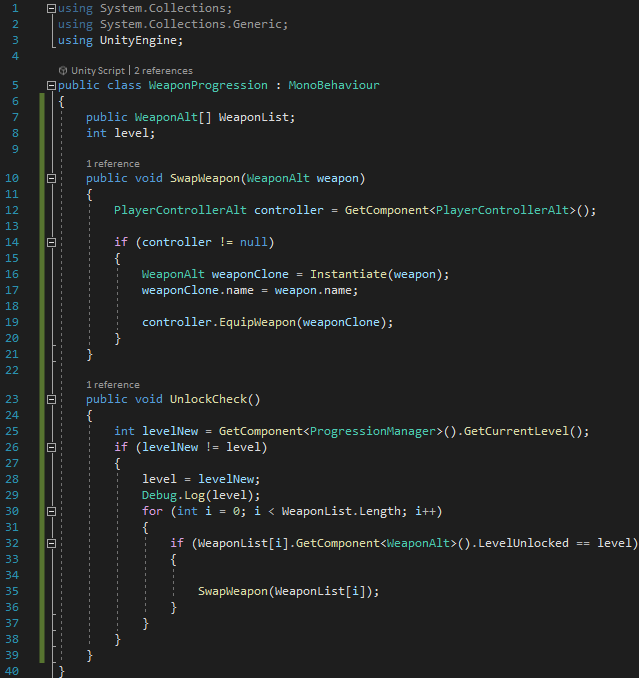 1 using System.Collections;
2 using System.Collections.Generic;
3 using UnityEngine;
4
Unity Script | 2 references
5 public class WeaponProgression : MonoBehaviour
6 {
7 public WeaponAlt[] WeaponList;
8 int level;
9
1 reference
10 public void SwapWeapon(WeaponAlt weapon)
11 {
12 PlayerControllerAlt controller = GetComponent<PlayerControllerAlt>();
13
14 if (controller != null)
15 {
16 WeaponAlt weaponClone = Instantiate(weapon);
17 weaponClone.name = weapon.name;
18
19 controller.EquipWeapon(weaponClone);
20 }
21 }
22
1 reference
23 public void UnlockCheck()
24 {
25 int levelNew = GetComponent<ProgressionManager>().GetCurrentLevel();
26 if (levelNew != level)
27 {
28 level = levelNew;
29 Debug.Log(level);
30 for (int i = 0; i < WeaponList.Length; i++)
31 {
32 if (WeaponList[i].GetComponent<WeaponAlt>().LevelUnlocked == level)
33 {
34
35 SwapWeapon(WeaponList[i]);
36 }
37 }
38 }
39 }
40 }